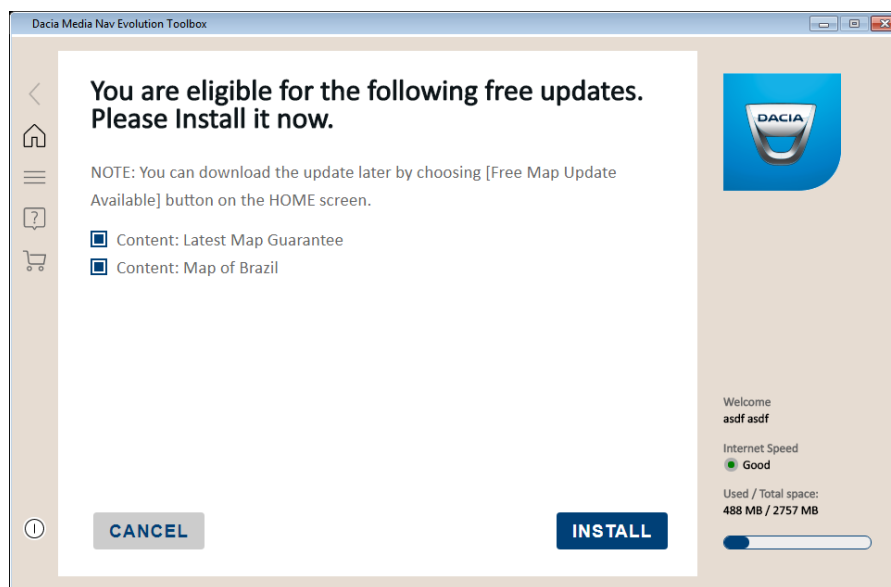 Dacia Media Nav Evolution Toolbox
You are eligible for the following free updates.
Please Install it now.
NOTE: You can download the update later by choosing [Free Map Update
Available] button on the HOME screen.
Content: Latest Map Guarantee
Content: Map of Brazil
CANCEL
INSTALL
DACIA
Welcome
asdf asdf
Internet Speed
Good
Used / Total space:
488 MB / 2757 MB